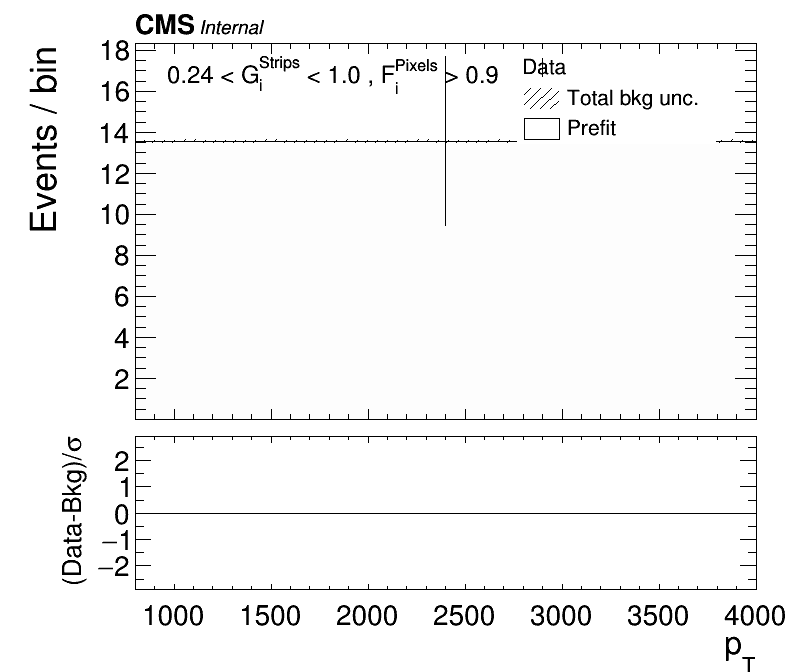 CMS Internal
Events / bin
18
16
14
12
10
8
6
4
2
0.24 < G_i^Strips < 1.0 , F_i^Pixels > 0.9
Data
Total bkg unc.
Prefit
(Data-Bkg)/σ
2
1
0
−1
−2
1000 1500 2000 2500 3000 3500 4000
p_T